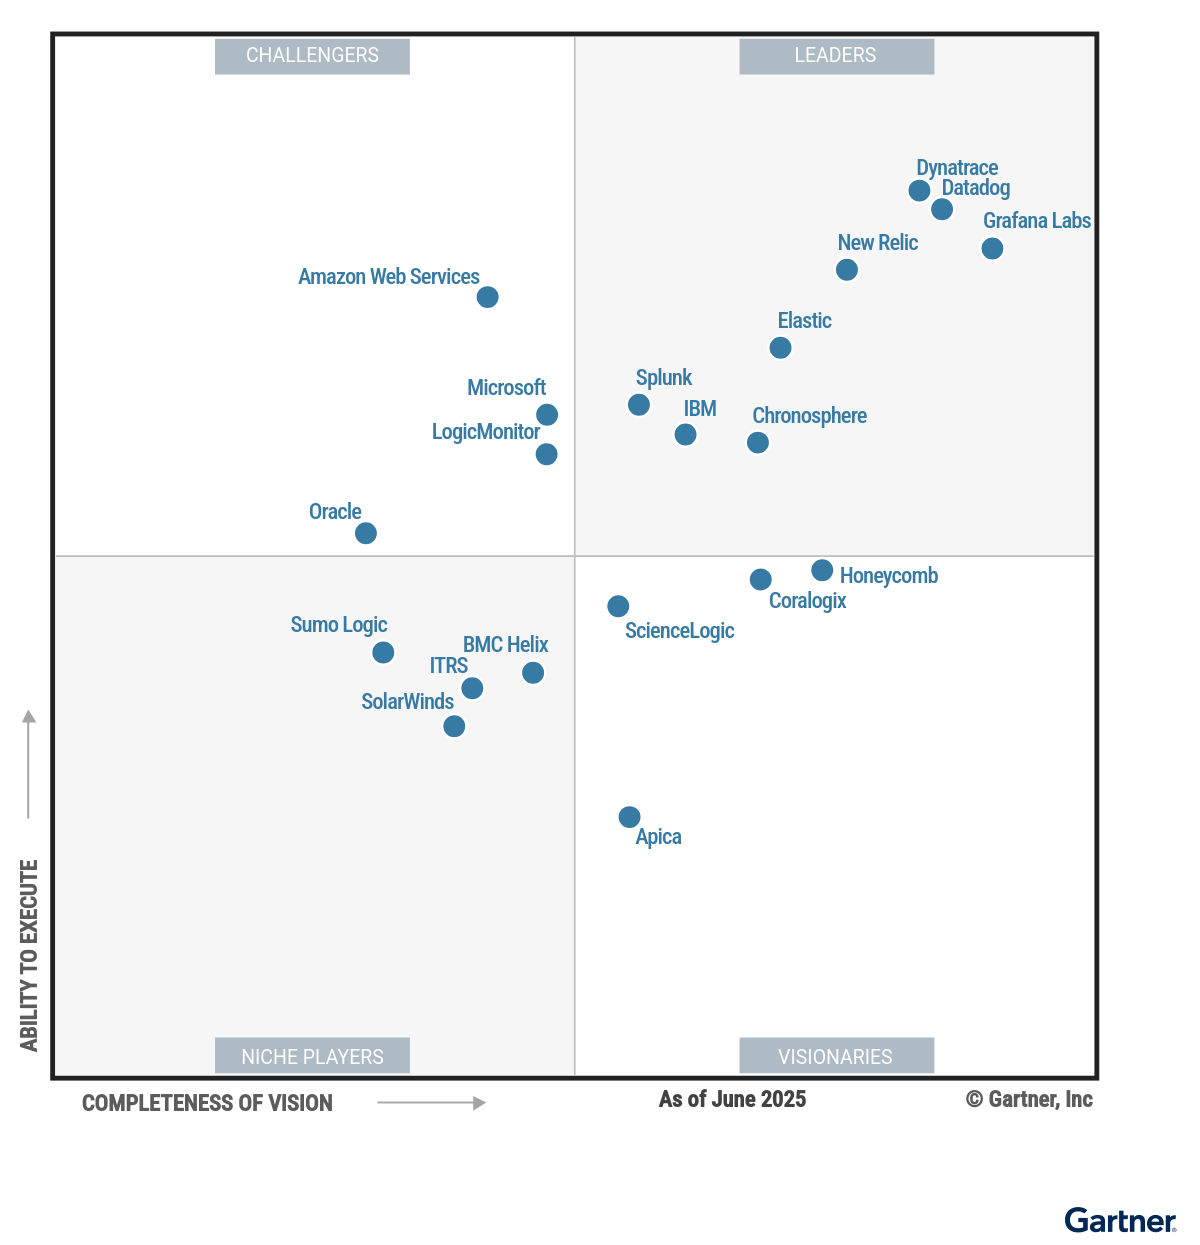 CHALLENGERS
LEADERS
Dynatrace
Datadog
Grafana Labs
New Relic
Amazon Web Services
Elastic
Splunk
Microsoft
IBM
Chronosphere
LogicMonitor
Oracle
Honeycomb
Coralogix
Sumo Logic
ScienceLogic
BMC Helix
ITRS
SolarWinds
Apica
ABILITY TO EXECUTE
NICHE PLAYERS
VISIONARIES
COMPLETENESS OF VISION
As of June 2025
© Gartner, Inc
Gartner®